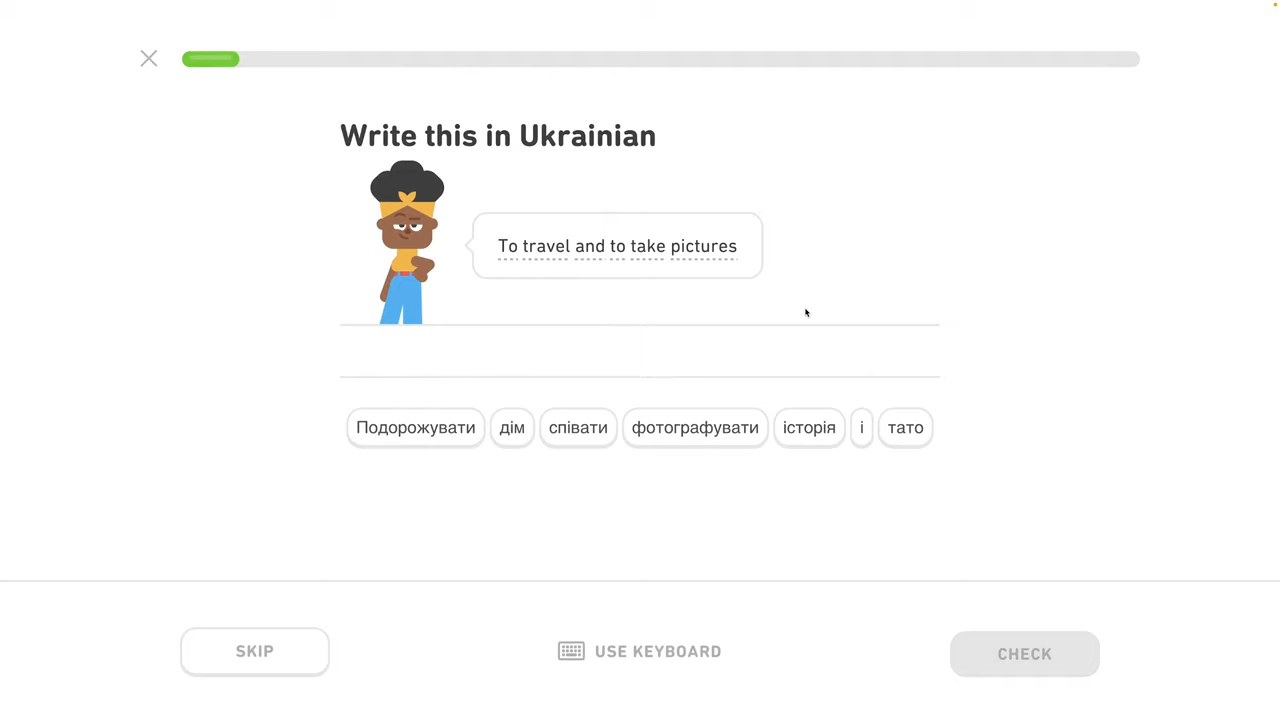 Write this in Ukrainian
To travel and to take pictures
Подорожувати дім співати фотографувати історія і тато
SKIP USE KEYBOARD CHECK